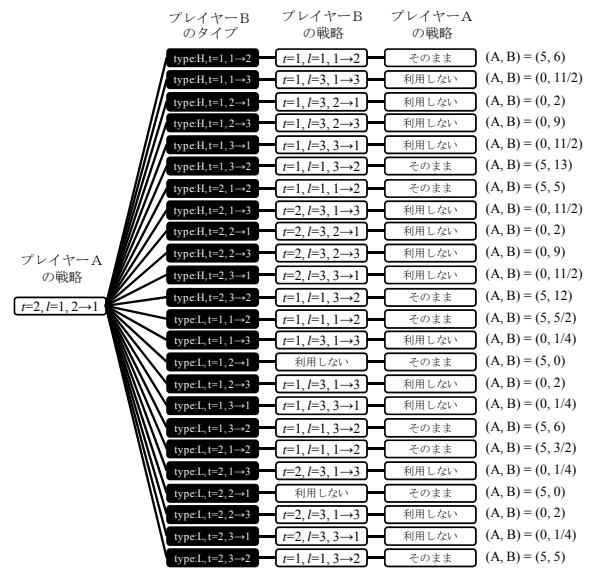 プレイヤーB
のタイプ
プレイヤーB
の戦略
プレイヤーA
の戦略
type:H, t=1, 1→2 t=1, l=1, 1→2 そのまま (A, B) = (5, 6)
type:H, t=1, 1→3 t=1, l=3, 1→3 利用しない (A, B) = (0, 11/2)
type:H, t=1, 2→1 t=1, l=3, 2→1 利用しない (A, B) = (0, 2)
type:H, t=1, 2→3 t=1, l=3, 2→3 利用しない (A, B) = (0, 9)
type:H, t=1, 3→1 t=1, l=3, 3→1 利用しない (A, B) = (0, 11/2)
type:H, t=1, 3→2 t=1, l=1, 3→2 そのまま (A, B) = (5, 13)
type:H, t=2, 1→2 t=1, l=1, 1→2 そのまま (A, B) = (5, 5)
type:H, t=2, 1→3 t=2, l=3, 1→3 利用しない (A, B) = (0, 11/2)
type:H, t=2, 2→1 t=2, l=3, 2→1 利用しない (A, B) = (0, 2)
type:H, t=2, 2→3 t=2, l=3, 2→3 利用しない (A, B) = (0, 9)
プレイヤーA
の戦略
type:H, t=2, 3→1 t=2, l=3, 3→1 利用しない (A, B) = (0, 11/2)
t=2, l=1, 2→1
type:H, t=2, 3→2 t=1, l=1, 3→2 そのまま (A, B) = (5, 12)
type:L, t=1, 1→2 t=1, l=1, 1→2 そのまま (A, B) = (5, 5/2)
type:L, t=1, 1→3 t=1, l=3, 1→3 利用しない (A, B) = (0, 1/4)
type:L, t=1, 2→1 利用しない そのまま (A, B) = (5, 0)
type:L, t=1, 2→3 t=1, l=3, 1→3 利用しない (A, B) = (0, 2)
type:L, t=1, 3→1 t=1, l=3, 3→1 利用しない (A, B) = (0, 1/4)
type:L, t=1, 3→2 t=1, l=1, 3→2 そのまま (A, B) = (5, 6)
type:L, t=2, 1→2 t=1, l=1, 1→2 そのまま (A, B) = (5, 3/2)
type:L, t=2, 1→3 t=2, l=3, 1→3 利用しない (A, B) = (0, 1/4)
type:L, t=2, 2→1 利用しない そのまま (A, B) = (5, 0)
type:L, t=2, 2→3 t=2, l=3, 1→3 利用しない (A, B) = (0, 2)
type:L, t=2, 3→1 t=2, l=3, 3→1 利用しない (A, B) = (0, 1/4)
type:L, t=2, 3→2 t=1, l=1, 3→2 そのまま (A, B) = (5, 5)